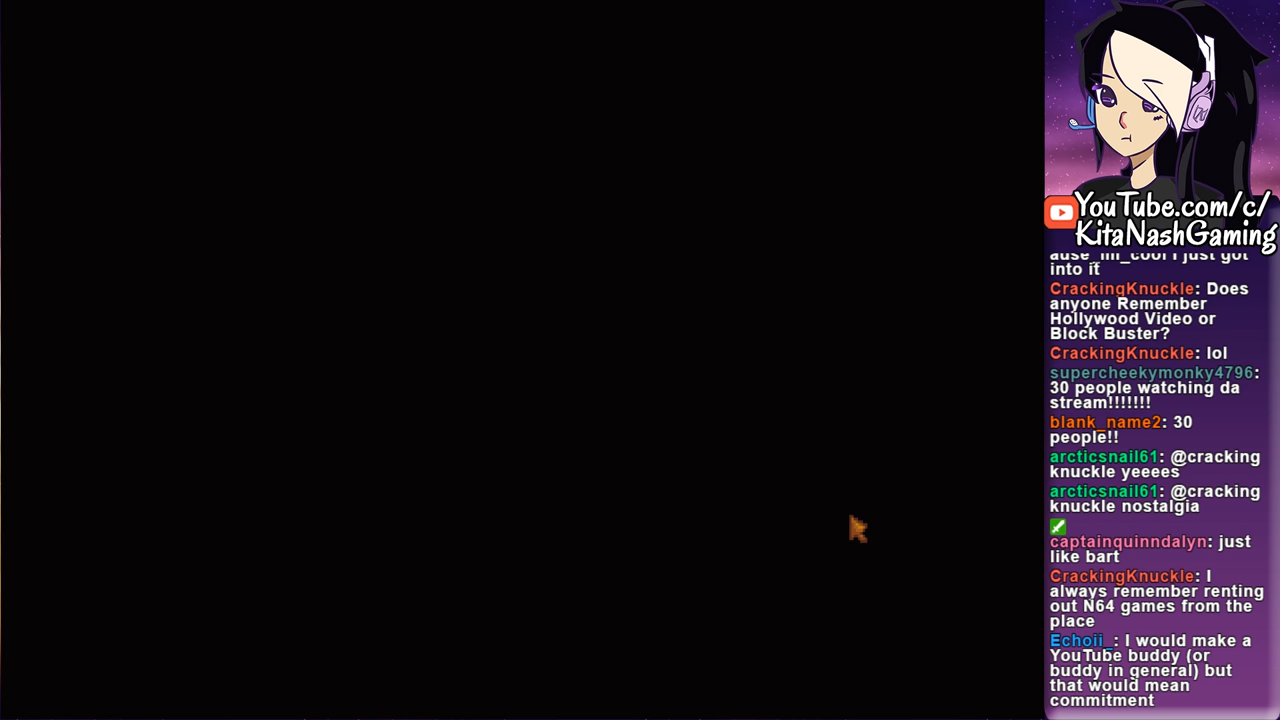 YouTube.com/c/
KitaNashGaming
into it
CrackingKnuckle: Does
anyone Remember
Hollywood Video or
Block Buster?
CrackingKnuckle: lol
supercheekymonky4796:
30 people watching da
stream!!!!!!!
blank_name2: 30
people!!
arcticsnail61: @cracking
knuckle yeeees
arcticsnail61: @cracking
knuckle nostalgia
captainquinndalyn: just
like bart
CrackingKnuckle: I
always remember renting
out N64 games from the
place
Echoii_: I would make a
YouTube buddy (or
buddy in general) but
that would mean
commitment